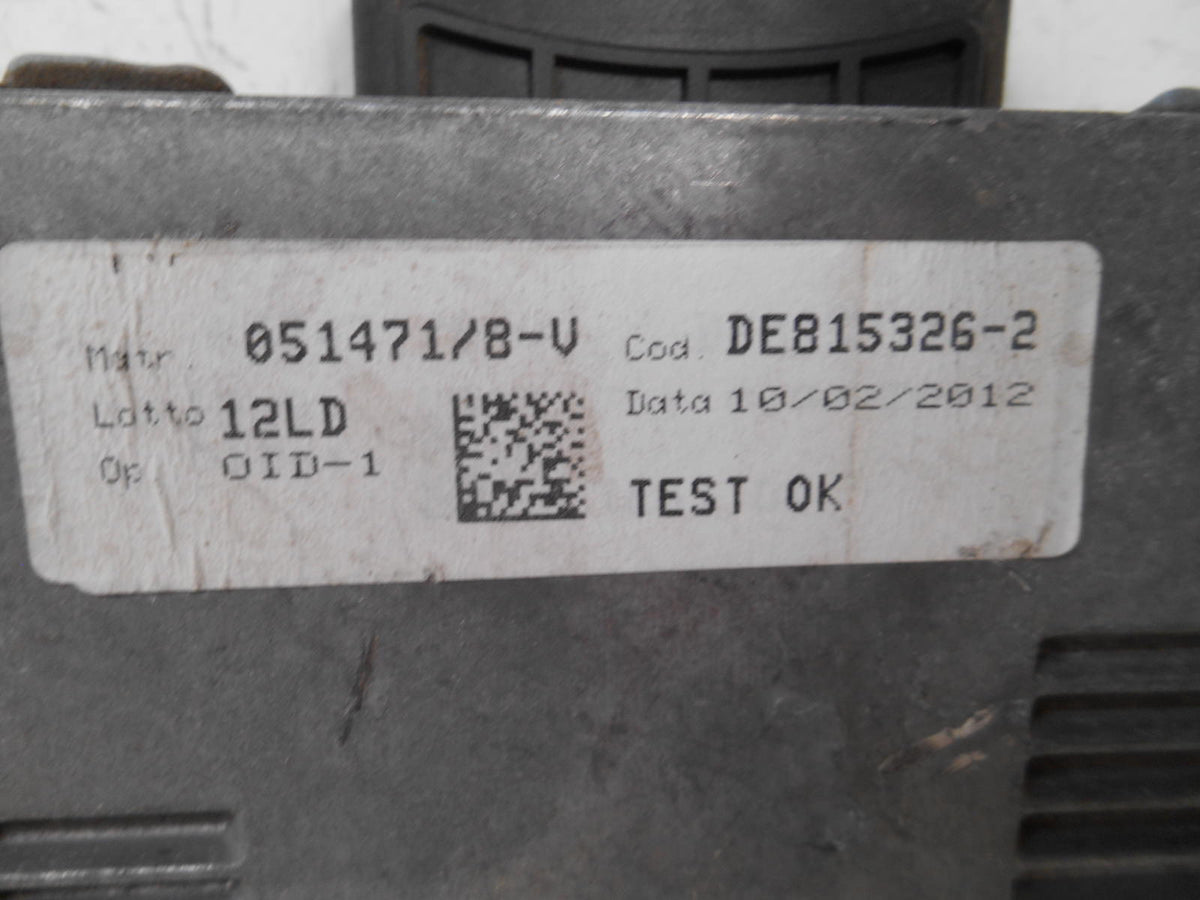 Matr. 051471/8-V Cod. DE815326-2
Lotto 12LD Data 10/02/2012
Op. OID-1
TEST OK